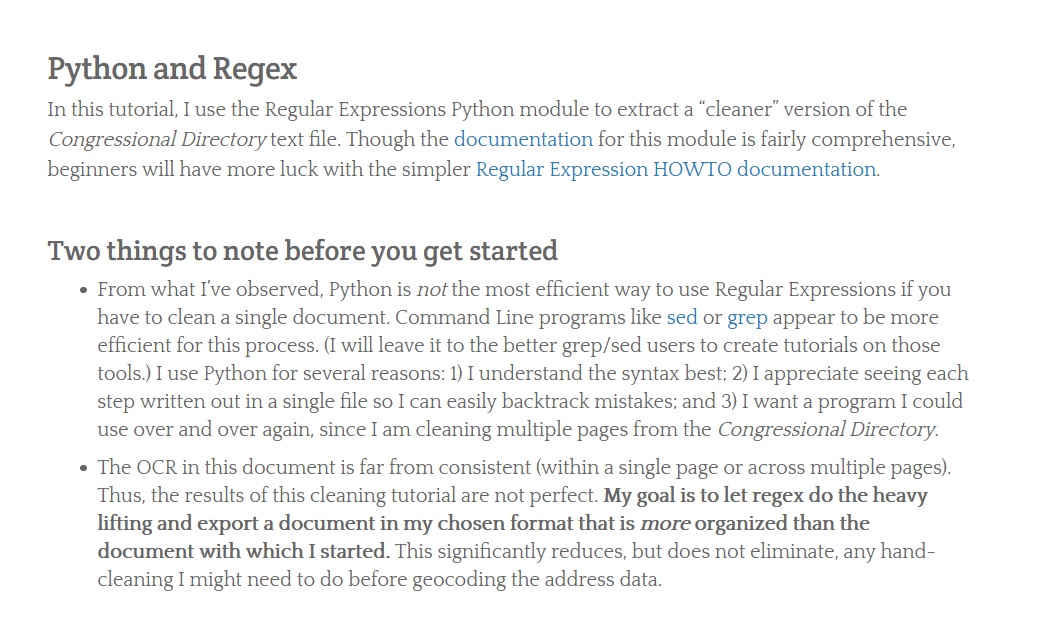 Python and Regex
In this tutorial, I use the Regular Expressions Python module to extract a “cleaner” version of the
Congressional Directory text file. Though the documentation for this module is fairly comprehensive,
beginners will have more luck with the simpler Regular Expression HOWTO documentation.
Two things to note before you get started
• From what I’ve observed, Python is not the most efficient way to use Regular Expressions if you
have to clean a single document. Command Line programs like sed or grep appear to be more
efficient for this process. (I will leave it to the better grep/sed users to create tutorials on those
tools.) I use Python for several reasons: 1) I understand the syntax best; 2) I appreciate seeing each
step written out in a single file so I can easily backtrack mistakes; and 3) I want a program I could
use over and over again, since I am cleaning multiple pages from the Congressional Directory.
• The OCR in this document is far from consistent (within a single page or across multiple pages).
Thus, the results of this cleaning tutorial are not perfect. My goal is to let regex do the heavy
lifting and export a document in my chosen format that is more organized than the
document with which I started. This significantly reduces, but does not eliminate, any hand-
cleaning I might need to do before geocoding the address data.